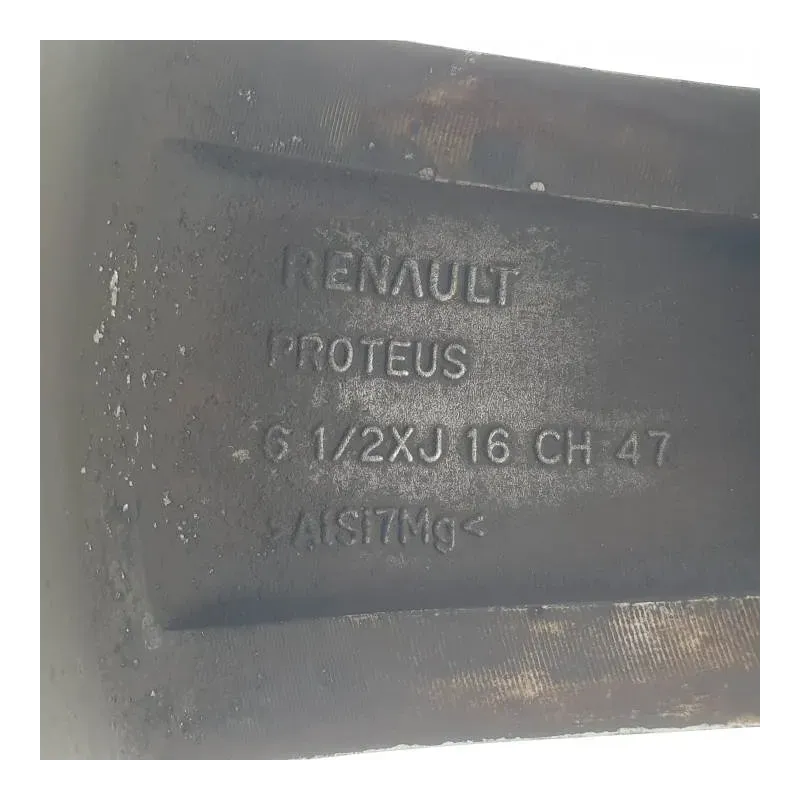 RENAULT
PROTEUS
6 1/2XJ 16 CH 47
>AlSi7Mg<